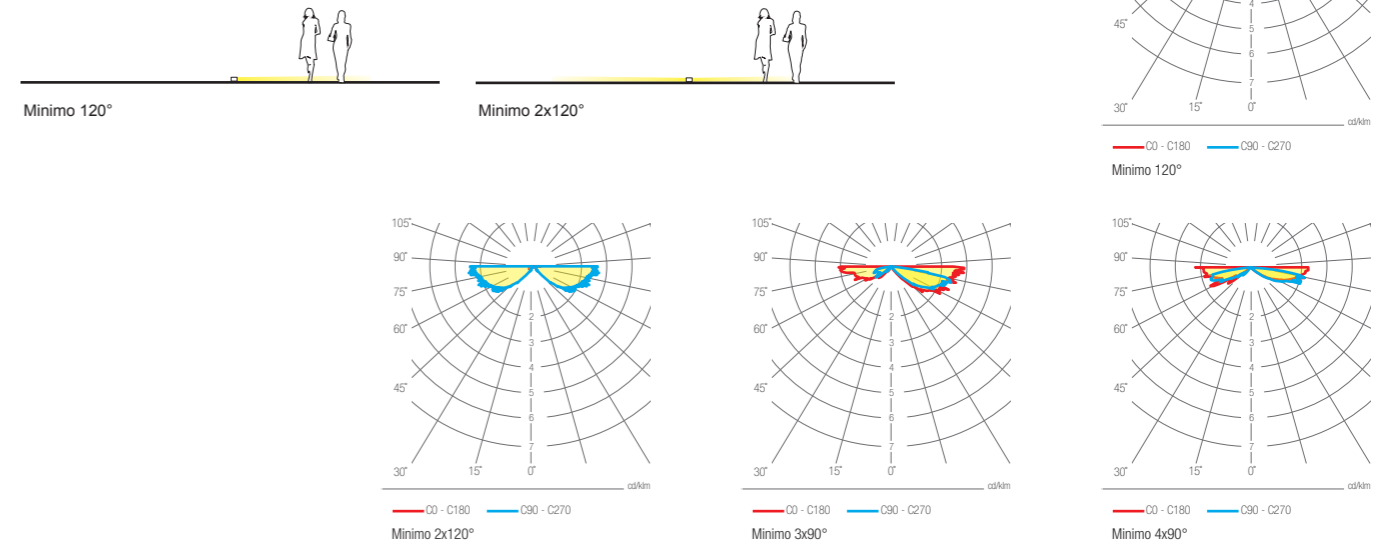 4
45°
5
6
7
30°
15°
0°
cd/klm
C0 - C180
C90 - C270
Minimo 120°
Minimo 120°
Minimo 2x120°
105°
90°
75°
60°
45°
2
3
4
5
6
7
30°
15°
0°
cd/klm
C0 - C180
C90 - C270
Minimo 2x120°
105°
90°
75°
60°
45°
2
3
4
5
6
7
30°
15°
0°
cd/klm
C0 - C180
C90 - C270
Minimo 3x90°
105°
90°
75°
60°
45°
2
3
4
5
6
7
30°
15°
0°
cd/klm
C0 - C180
C90 - C270
Minimo 4x90°